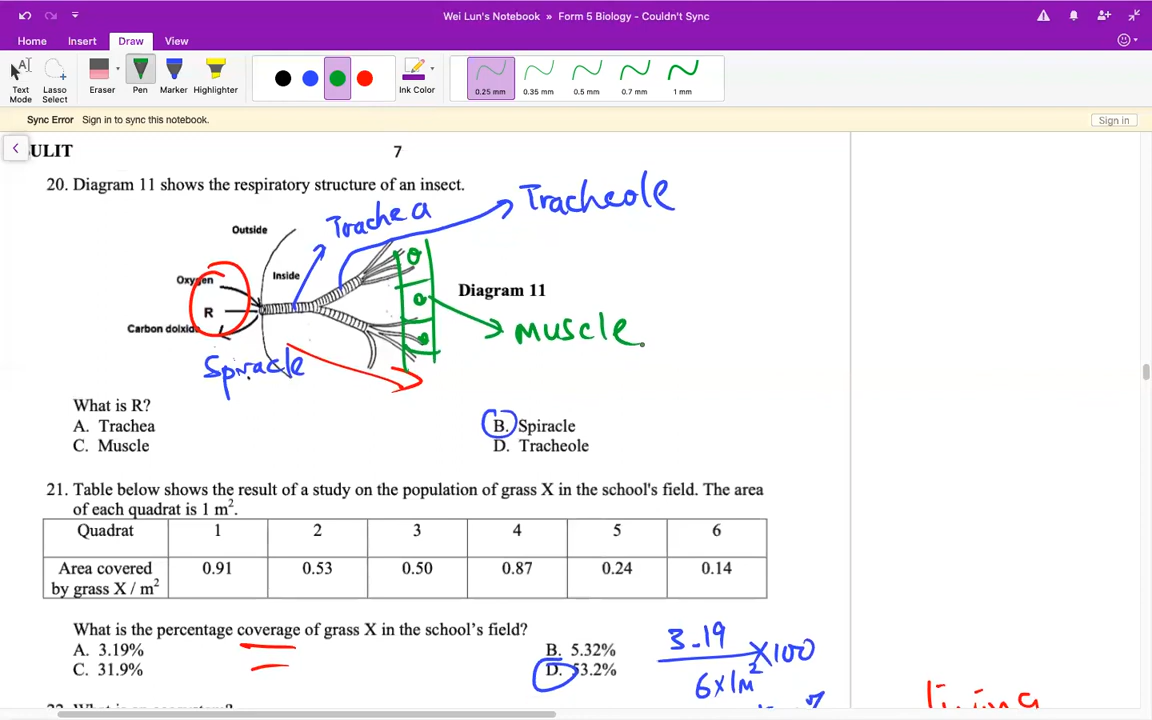 Wei Lun's Notebook » Form 5 Biology - Couldn't Sync
Home Insert Draw View
Text Mode
Lasso Select
Eraser
Pen
Marker
Highlighter
Ink Color
0.25 mm
0.35 mm
0.5 mm
0.7 mm
1 mm
Sync Error Sign in to sync this notebook.
Sign in
SULIT
7
20. Diagram 11 shows the respiratory structure of an insect.
Tracheole
Trachea
Outside
Inside
Oxygen
R
Carbon doixide
Diagram 11
Muscle
Spiracle
What is R?
A. Trachea
B. Spiracle
C. Muscle
D. Tracheole
21. Table below shows the result of a study on the population of grass X in the school's field. The area
of each quadrat is 1 m².
Quadrat 1 2 3 4 5 6
Area covered by grass X / m² 0.91 0.53 0.50 0.87 0.24 0.14
What is the percentage coverage of grass X in the school's field?
A. 3.19%
B. 5.32%
C. 31.9%
D. 53.2%
3.19
6×1m² ×100
living